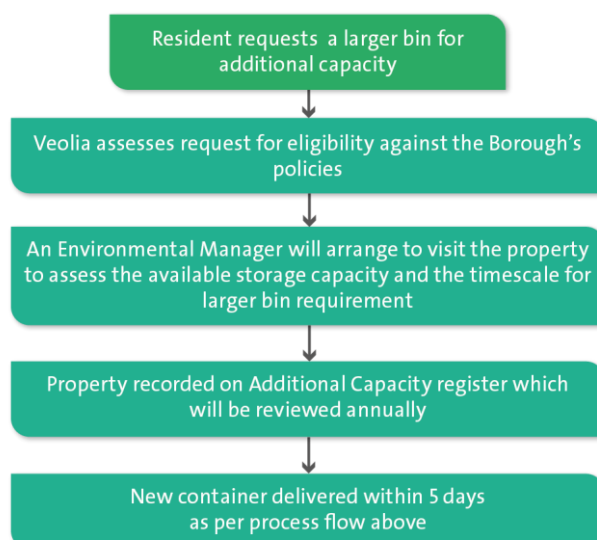 Resident requests a larger bin for
additional capacity
Veolia assesses request for eligibility against the Borough's
policies
An Environmental Manager will arrange to visit the property
to assess the available storage capacity and the timescale for
larger bin requirement
Property recorded on Additional Capacity register which
will be reviewed annually
New container delivered within 5 days
as per process flow above